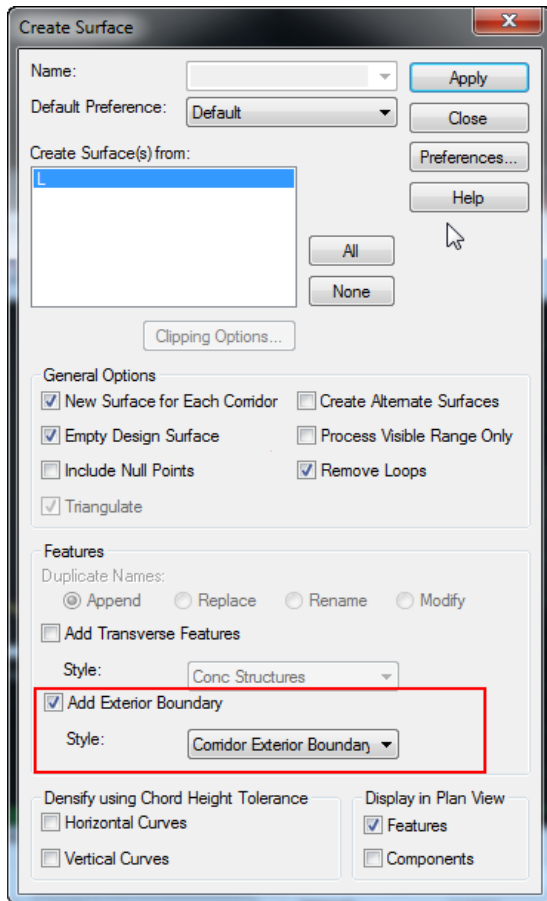 Create Surface
Name:
Apply
Default Preference: Default
Close
Create Surface(s) from:
Preferences...
L
Help
All
None
Clipping Options...
General Options
New Surface for Each Corridor Create Alternate Surfaces
Empty Design Surface Process Visible Range Only
Include Null Points Remove Loops
Triangulate
Features
Duplicate Names:
Append Replace Rename Modify
Add Transverse Features
Style: Conc Structures
Add Exterior Boundary
Style: Corridor Exterior Boundary
Densify using Chord Height Tolerance Display in Plan View
Horizontal Curves Features
Vertical Curves Components